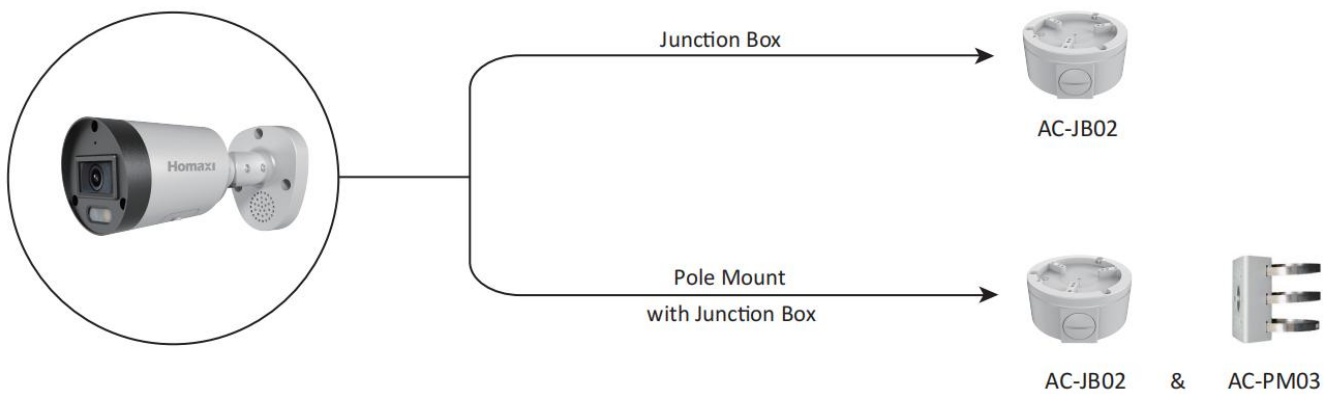 Junction Box
AC-JB02
Homaxi
Pole Mount
with Junction Box
AC-JB02 & AC-PM03